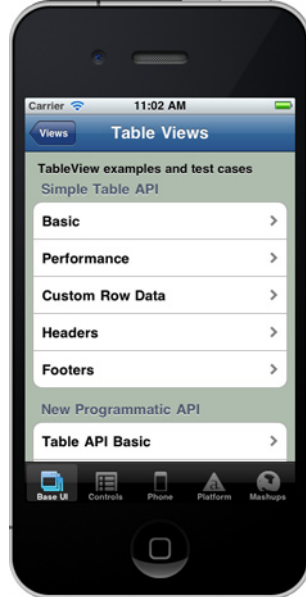 Carrier 11:02 AM
Views Table Views
TableView examples and test cases
Simple Table API
Basic
Performance
Custom Row Data
Headers
Footers
New Programmatic API
Table API Basic
Base UI Controls Phone Platform Mashups